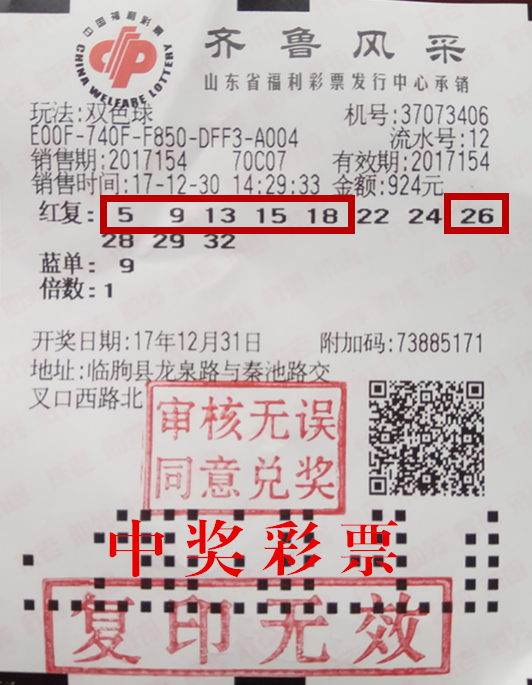 中国福利彩票
CHINA WELFARE LOTTERY
齐鲁风采
山东省福利彩票发行中心承销
玩法:双色球 机号:37073406
E00F-740F-F850-DFF3-A004 流水号:12
销售期:2017154 70C07 有效期:2017154
销售时间:17-12-30 14:29:33 金额:924元
红复: 5 9 13 15 18 22 24 26
28 29 32
蓝单: 9
倍数:1
开奖日期:17年12月31日 附加码:73885171
地址:临朐县龙泉路与秦池路交
叉口西路北
审核无误
同意兑奖
中奖彩票
复印无效